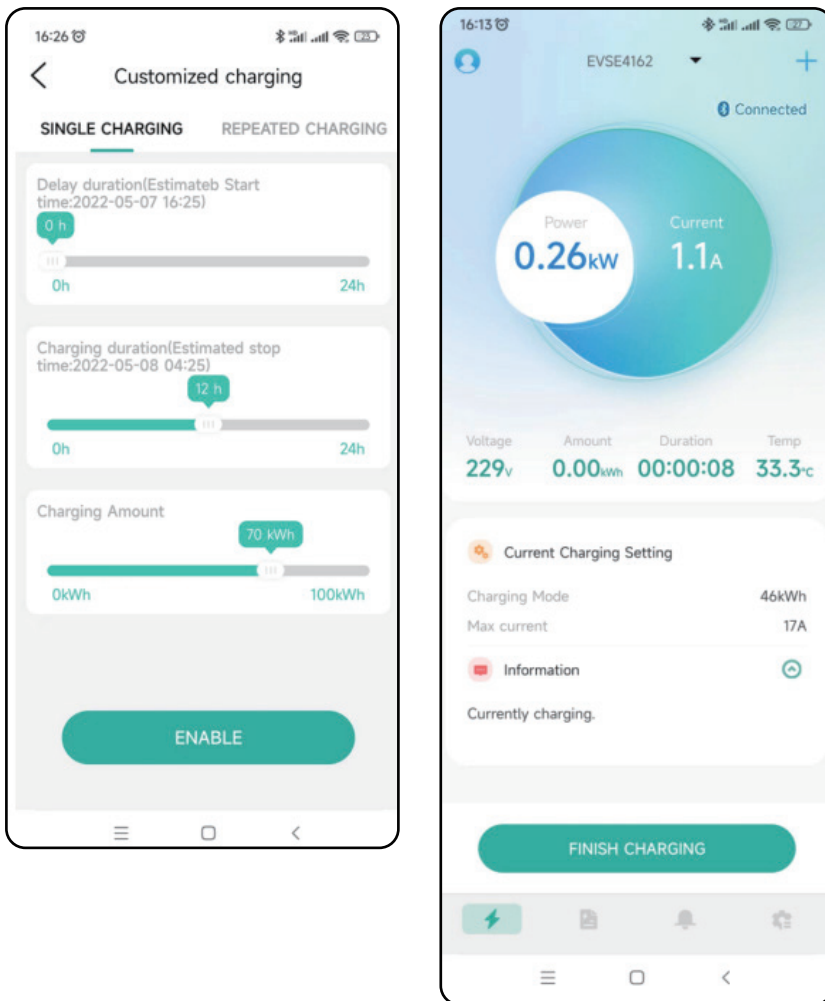 16:26
25
Customized charging
SINGLE CHARGING
REPEATED CHARGING
Delay duration(Estimateb Start
time:2022-05-07 16:25)
0 h
0h
24h
Charging duration(Estimated stop
time:2022-05-08 04:25)
12 h
0h
24h
Charging Amount
70 kWh
0kWh
100kWh
ENABLE
16:13
27
EVSE4162
Connected
Power
Current
0.26kW
1.1A
Voltage
Amount
Duration
Temp
229V
0.00kWh
00:00:08
33.3°C
Current Charging Setting
Charging Mode
46kWh
Max current
17A
Information
Currently charging.
FINISH CHARGING